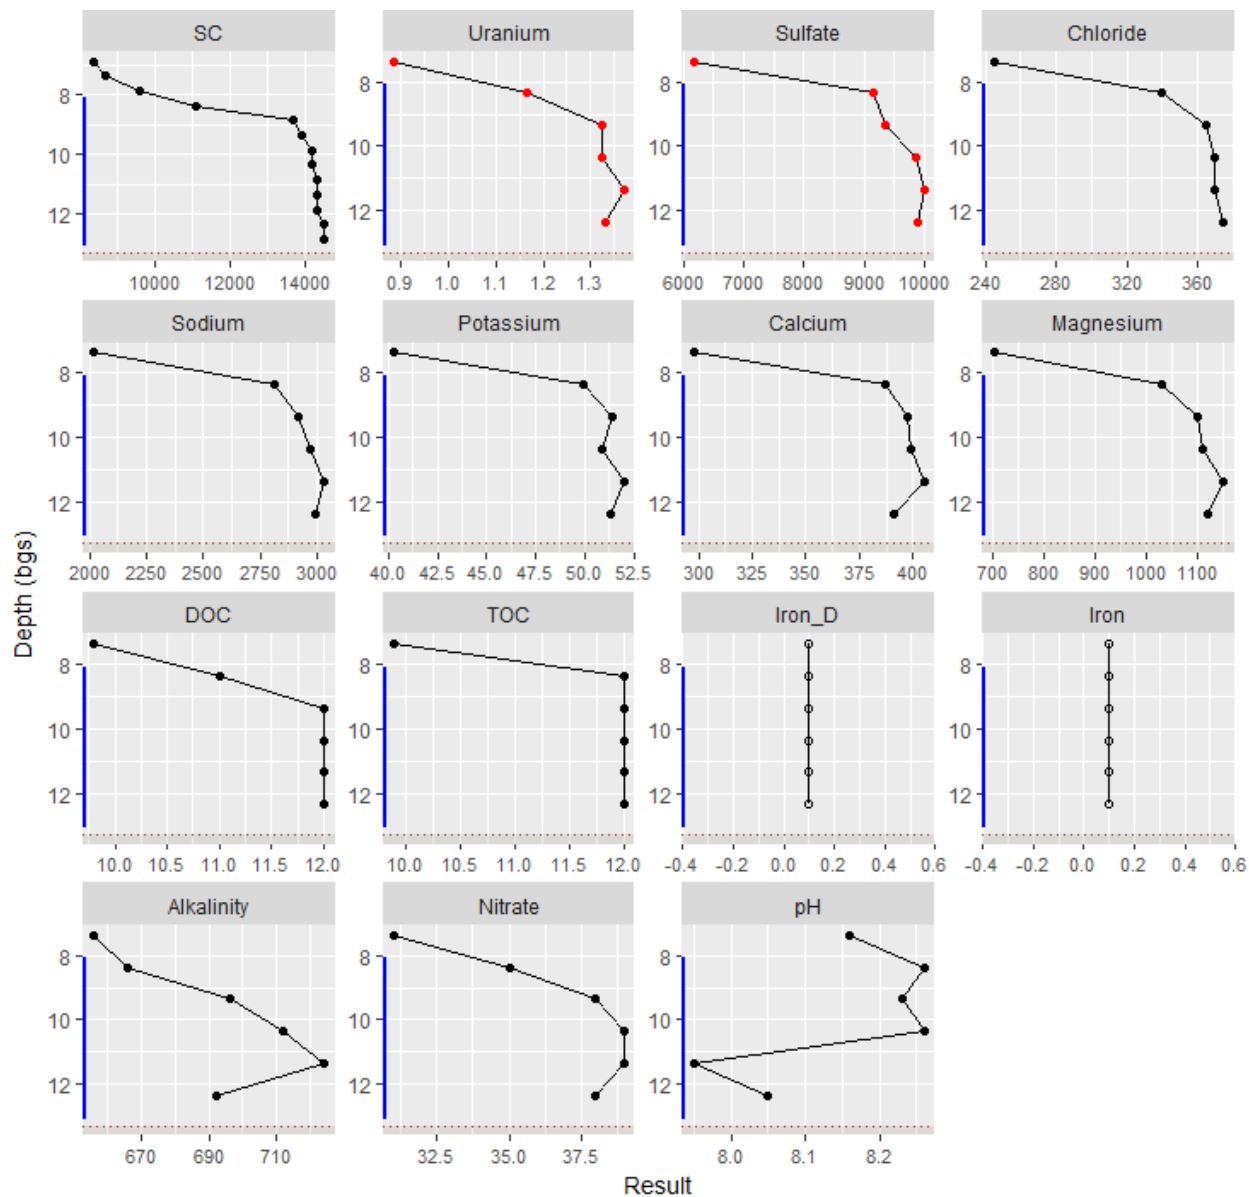 SC Uranium Sulfate Chloride
8 8 8 8
10 10 10 10
12 12 12 12
10000 12000 14000 0.9 1.0 1.1 1.2 1.3 6000 7000 8000 9000 10000 240 280 320 360
Sodium Potassium Calcium Magnesium
8 8 8 8
10 10 10 10
12 12 12 12
2000 2250 2500 2750 3000 40.0 42.5 45.0 47.5 50.0 52.5 300 325 350 375 400 700 800 900 1000 1100
Depth (bgs)
DOC TOC Iron_D Iron
8 8 8 8
10 10 10 10
12 12 12 12
10.0 10.5 11.0 11.5 12.0 10.0 10.5 11.0 11.5 12.0 -0.4 -0.2 0.0 0.2 0.4 0.6 -0.4 -0.2 0.0 0.2 0.4 0.6
Alkalinity Nitrate pH
8 8 8
10 10 10
12 12 12
670 690 710 32.5 35.0 37.5 8.0 8.1 8.2
Result